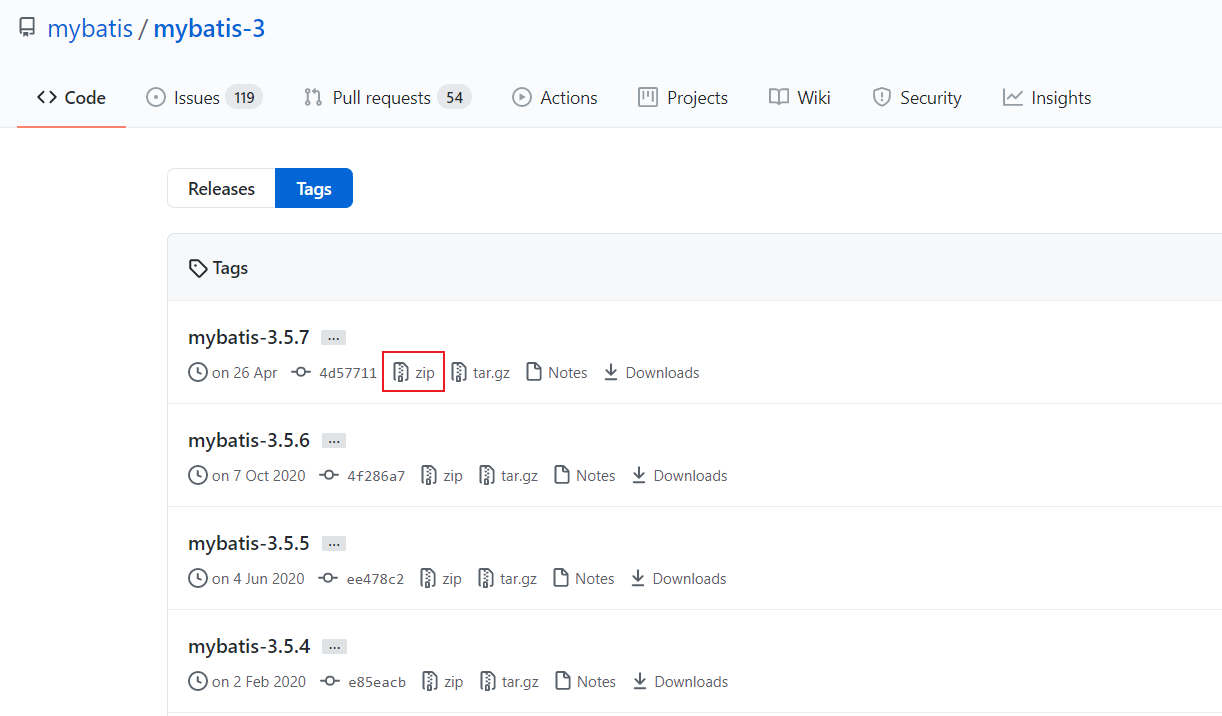 mybatis / mybatis-3
Code Issues 119 Pull requests 54 Actions Projects Wiki Security Insights
Releases Tags
Tags
mybatis-3.5.7 ...
on 26 Apr 4d57711 zip tar.gz Notes Downloads
mybatis-3.5.6 ...
on 7 Oct 2020 4f286a7 zip tar.gz Notes Downloads
mybatis-3.5.5 ...
on 4 Jun 2020 ee478c2 zip tar.gz Notes Downloads
mybatis-3.5.4 ...
on 2 Feb 2020 e85eacb zip tar.gz Notes Downloads